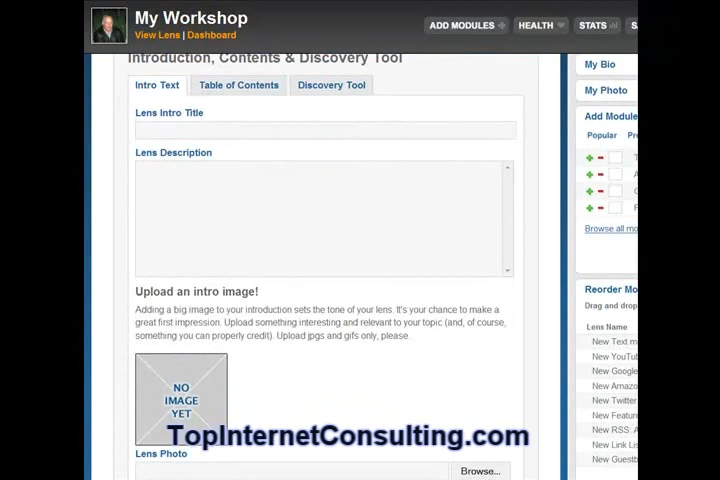 My Workshop
View Lens | Dashboard
ADD MODULES
HEALTH
STATS
Introduction, Contents & Discovery Tool
Intro Text
Table of Contents
Discovery Tool
Lens Intro Title
Lens Description
Upload an intro image!
Adding a big image to your introduction sets the tone of your lens. It's your chance to make a
great first impression. Upload something interesting and relevant to your topic (and, of course,
something you can properly credit). Upload jpgs and gifs only, please.
NO
IMAGE
YET
TopInternetConsulting.com
Lens Photo
Browse...
My Bio
My Photo
Add Module
Popular
Browse all mo
Reorder Mo
Drag and drop
Lens Name
New Text m
New YouTu
New Google
New Amazo
New Twitter
New Featur
New RSS: A
New Link Li
New Guestb